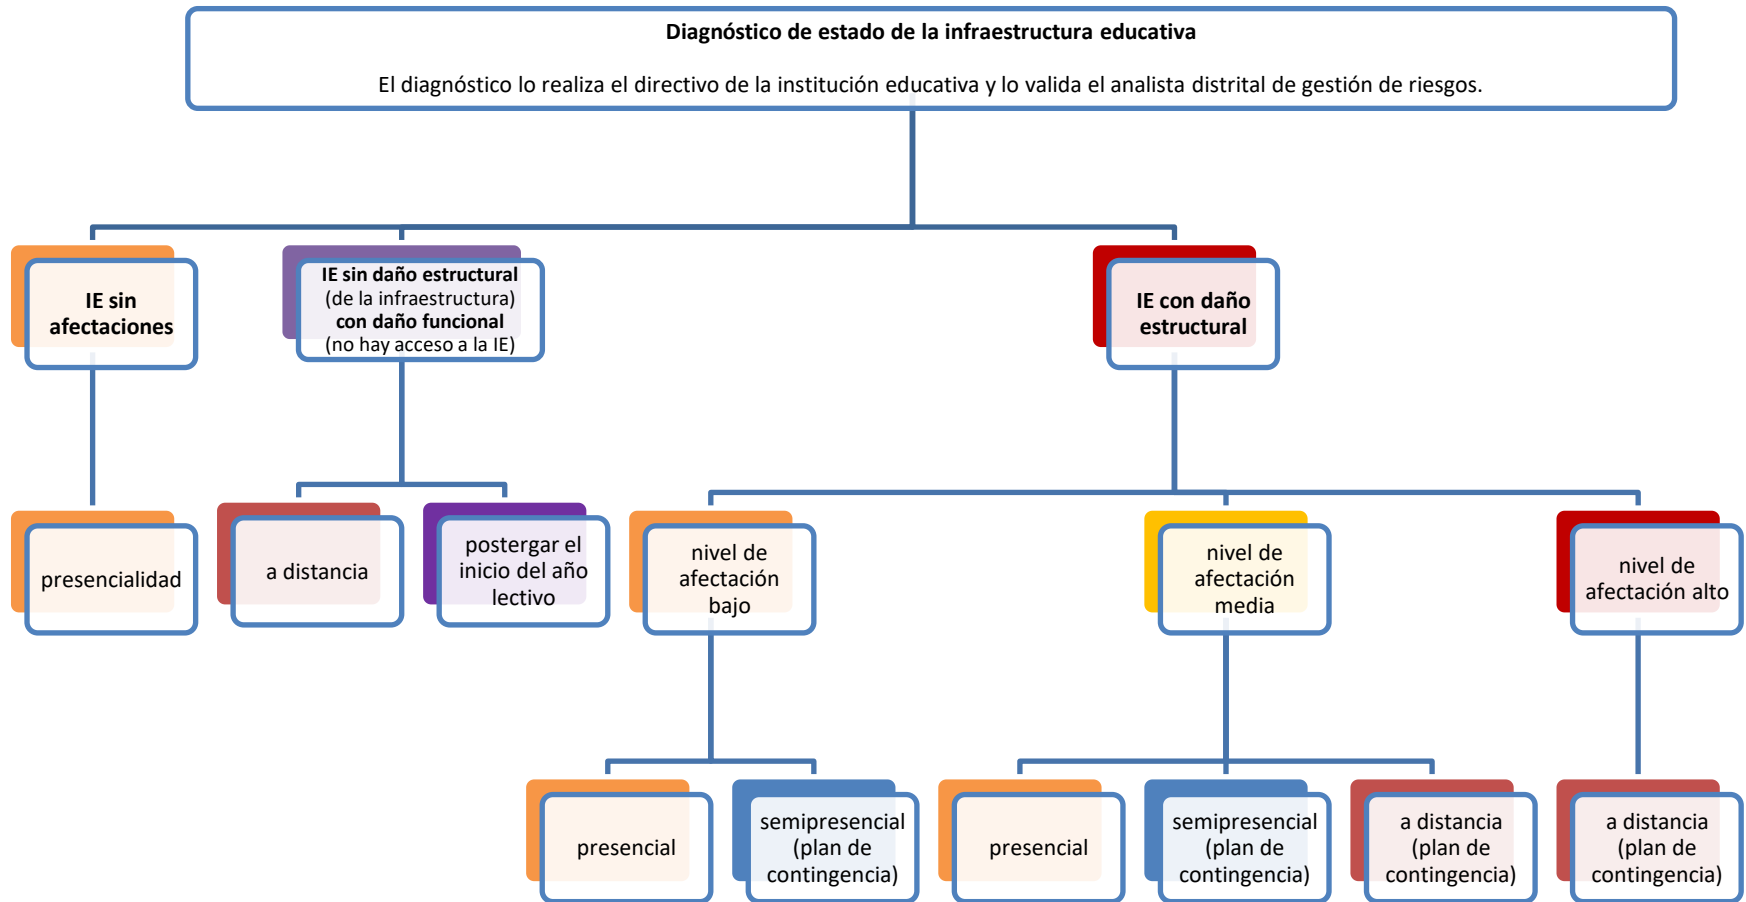 Diagnóstico de estado de la infraestructura educativa
El diagnóstico lo realiza el directivo de la institución educativa y lo valida el analista distrital de gestión de riesgos.
IE sin
afectaciones
IE sin daño estructural
(de la infraestructura)
con daño funcional
(no hay acceso a la IE)
IE con daño
estructural
presencialidad
a distancia
postergar el
inicio del año
lectivo
nivel de
afectación
bajo
nivel de
afectación
media
nivel de
afectación alto
presencial
semipresencial
(plan de
contingencia)
presencial
semipresencial
(plan de
contingencia)
a distancia
(plan de
contingencia)
a distancia
(plan de
contingencia)